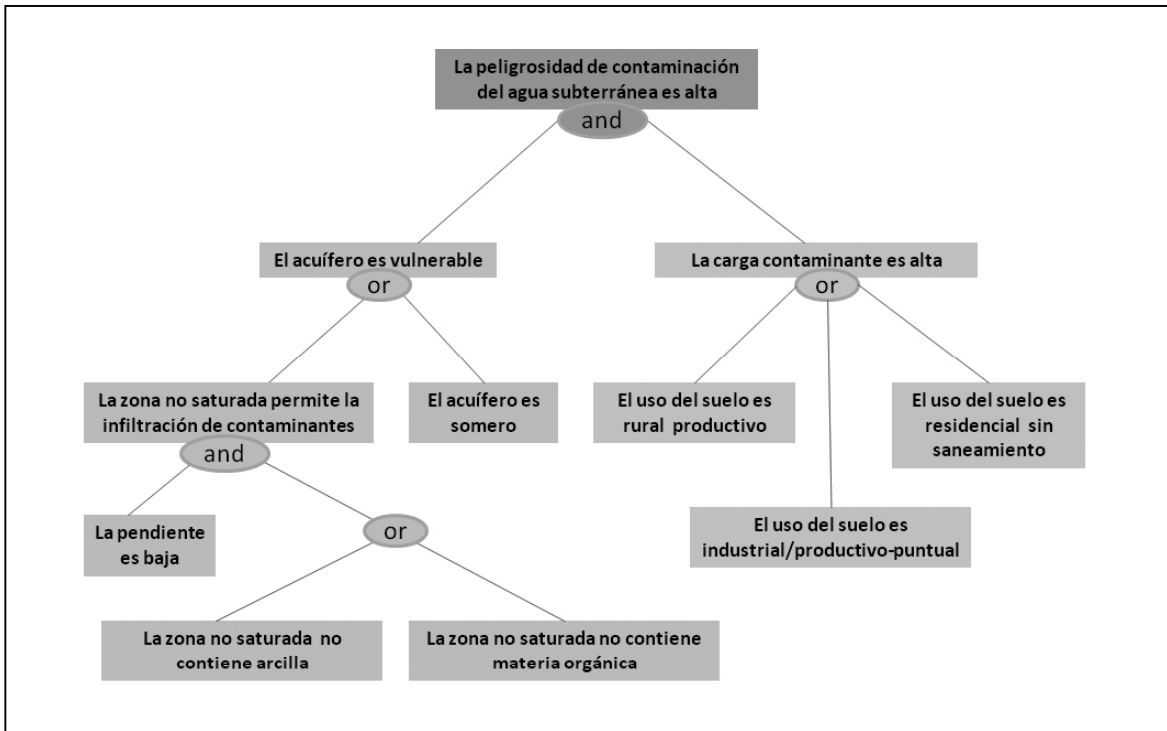 La peligrosidad de contaminación
del agua subterránea es alta
and
El acuífero es vulnerable
or
La carga contaminante es alta
or
La zona no saturada permite la
infiltración de contaminantes
and
El acuífero es
somero
El uso del suelo es
rural productivo
El uso del suelo es
residencial sin
saneamiento
La pendiente
es baja
or
El uso del suelo es
industrial/productivo-puntual
La zona no saturada no
contiene arcilla
La zona no saturada no contiene
materia orgánica